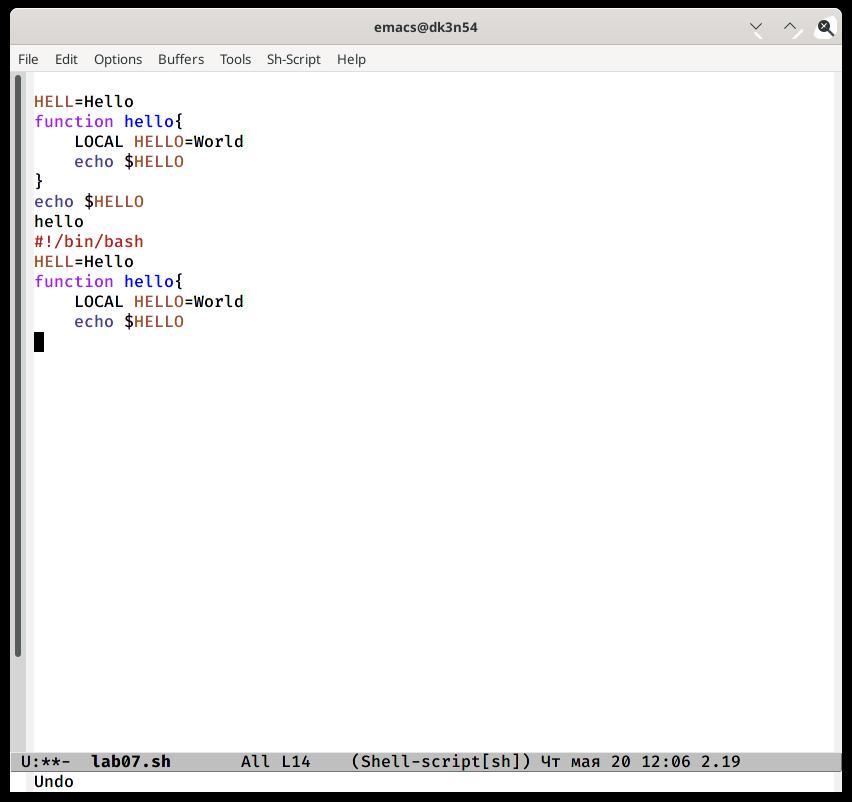 emacs@dk3n54
File Edit Options Buffers Tools Sh-Script Help
HELL=Hello
function hello{
    LOCAL HELLO=World
    echo $HELLO
}
echo $HELLO
hello
#!/bin/bash
HELL=Hello
function hello{
    LOCAL HELLO=World
    echo $HELLO
U:**-  lab07.sh       All L14    (Shell-script[sh]) Чт мая 20 12:06 2.19
Undo